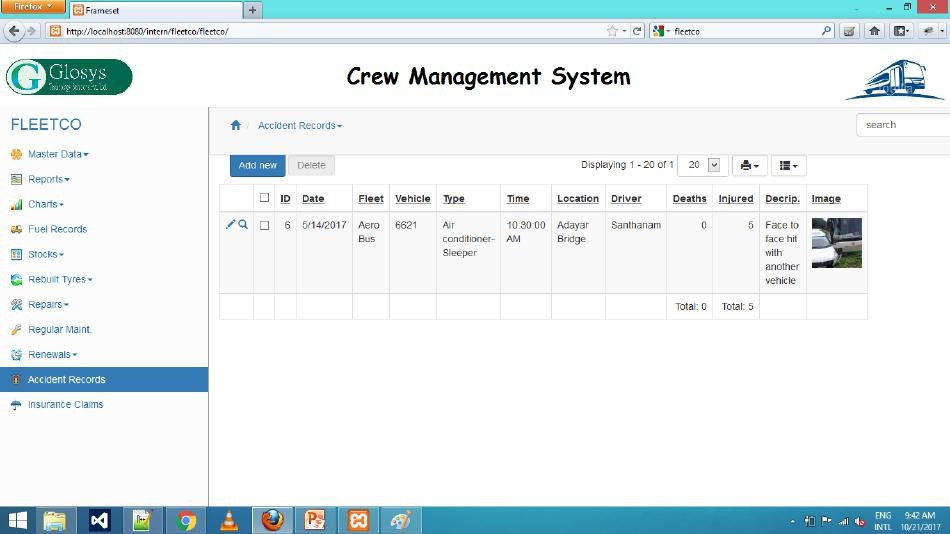 Firefox
Frameset
http://localhost:8080/intern/fleetco/fleetco/
fleetco
Glosys
Crew Management System
FLEETCO
Master Data
Reports
Charts
Fuel Records
Stocks
Rebuilt Tyres
Repairs
Regular Maint.
Renewals
Accident Records
Insurance Claims
/ Accident Records
search
Add new
Delete
Displaying 1 - 20 of 1
20
ID Date Fleet Vehicle Type Time Location Driver Deaths Injured Decrip. Image
6 5/14/2017 Aero 6621 Air 10:30:00 Adayar Santhanam 0 5 Face to
Bus conditioner- AM Bridge face hit
Sleeper with
another
vehicle
Total: 0 Total: 5
ENG 9:42 AM
INTL 10/21/2017